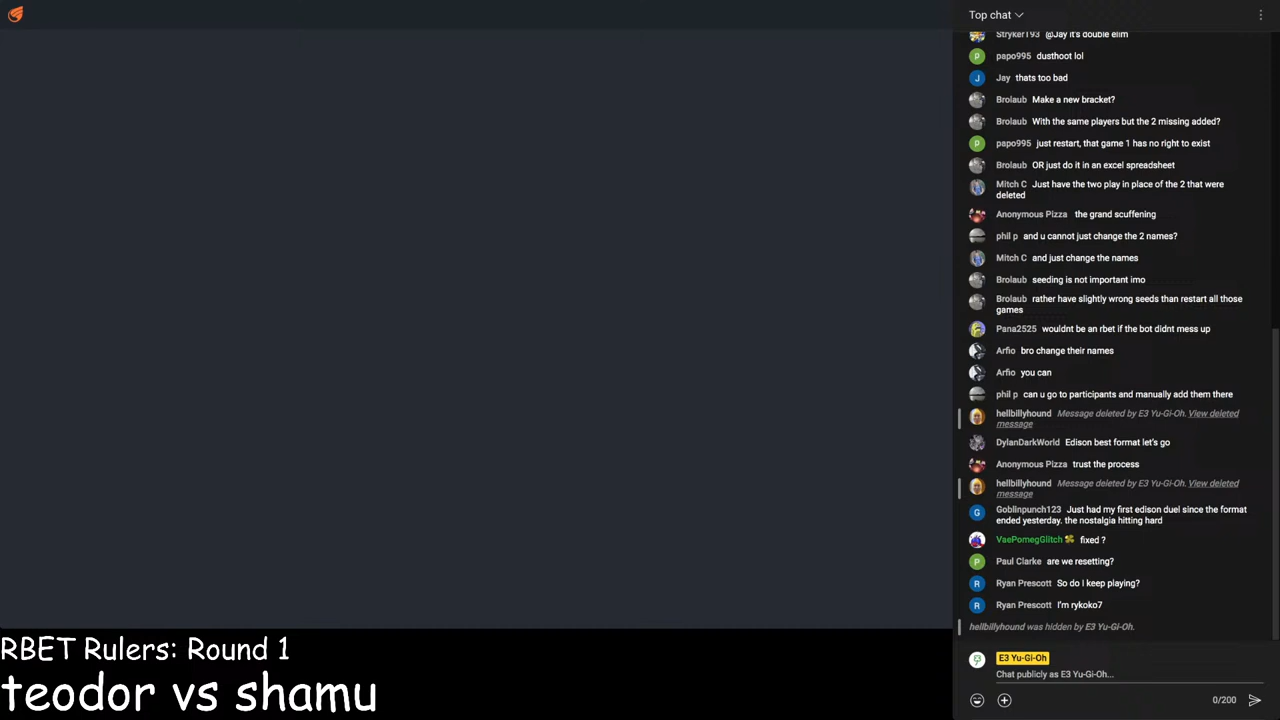 Top chat
Stryker193 @Jay it's double elim
papo995 dusthoot lol
Jay thats too bad
Brolaub Make a new bracket?
Brolaub With the same players but the 2 missing added?
papo995 just restart, that game 1 has no right to exist
Brolaub OR just do it in an excel spreadsheet
Mitch C Just have the two play in place of the 2 that were
deleted
Anonymous Pizza the grand scuffening
phil p and u cannot just change the 2 names?
Mitch C and just change the names
Brolaub seeding is not important imo
Brolaub rather have slightly wrong seeds than restart all those
games
Pana2525 wouldnt be an rbet if the bot didnt mess up
Arfio bro change their names
Arfio you can
phil p can u go to participants and manually add them there
hellbillyhound Message deleted by E3 Yu-Gi-Oh. View deleted
message
DylanDarkWorld Edison best format let's go
Anonymous Pizza trust the process
hellbillyhound Message deleted by E3 Yu-Gi-Oh. View deleted
message
Goblinpunch123 Just had my first edison duel since the format
ended yesterday. the nostalgia hitting hard
VaePomegGlitch fixed ?
Paul Clarke are we resetting?
Ryan Prescott So do I keep playing?
Ryan Prescott I'm rykoko7
hellbillyhound was hidden by E3 Yu-Gi-Oh.
E3 Yu-Gi-Oh
Chat publicly as E3 Yu-Gi-Oh...
0/200
RBET Rulers: Round 1
teodor vs shamu